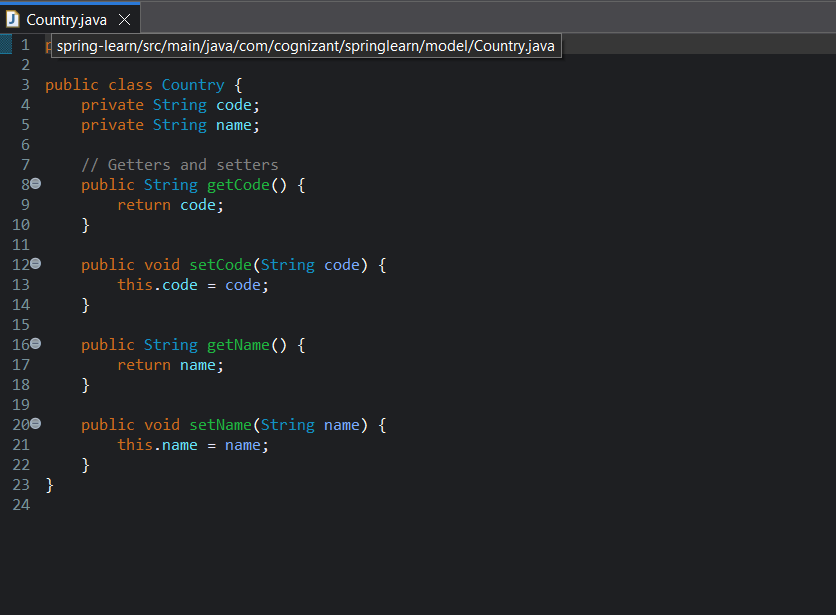 Country.java
1
spring-learn/src/main/java/com/cognizant/springlearn/model/Country.java
2
3 public class Country {
4     private String code;
5     private String name;
6
7     // Getters and setters
8     public String getCode() {
9         return code;
10     }
11
12     public void setCode(String code) {
13         this.code = code;
14     }
15
16     public String getName() {
17         return name;
18     }
19
20     public void setName(String name) {
21         this.name = name;
22     }
23 }
24